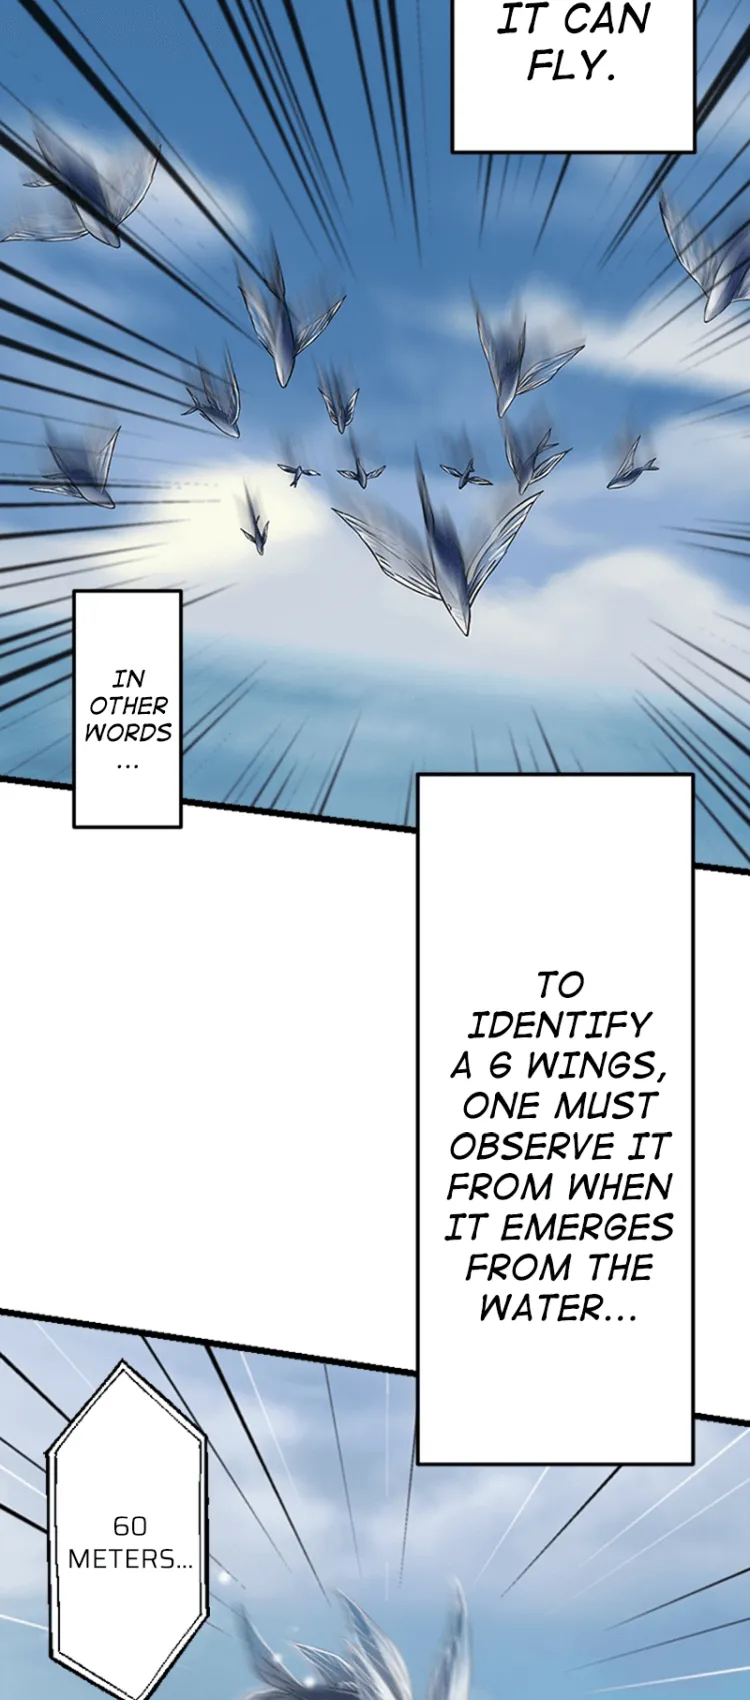 IT CAN
FLY.
IN
OTHER
WORDS
...
TO
IDENTIFY
A 6 WINGS,
ONE MUST
OBSERVE IT
FROM WHEN
IT EMERGES
FROM THE
WATER...
60
METERS...